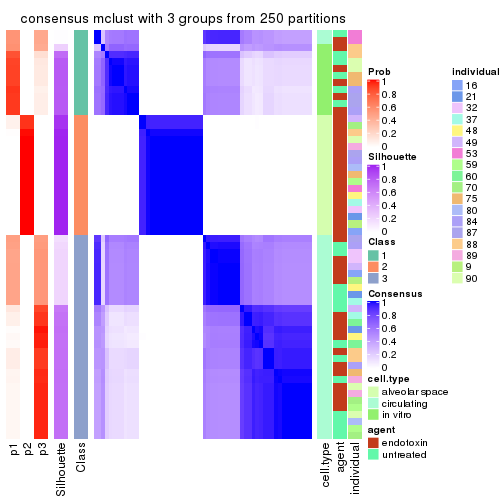 consensus mclust with 3 groups from 250 partitions
Prob
1
0.8
0.6
0.4
0.2
0
Silhouette
1
0.8
0.6
0.4
0.2
0
Class
1
2
3
Consensus
1
0.8
0.6
0.4
0.2
0
cell.type
alveolar space
circulating
in vitro
agent
endotoxin
untreated
Individual
16
21
32
37
48
49
53
59
60
70
75
80
84
87
88
89
9
90
p1
p2
p3
Silhouette
Class
cell.type
agent
individual